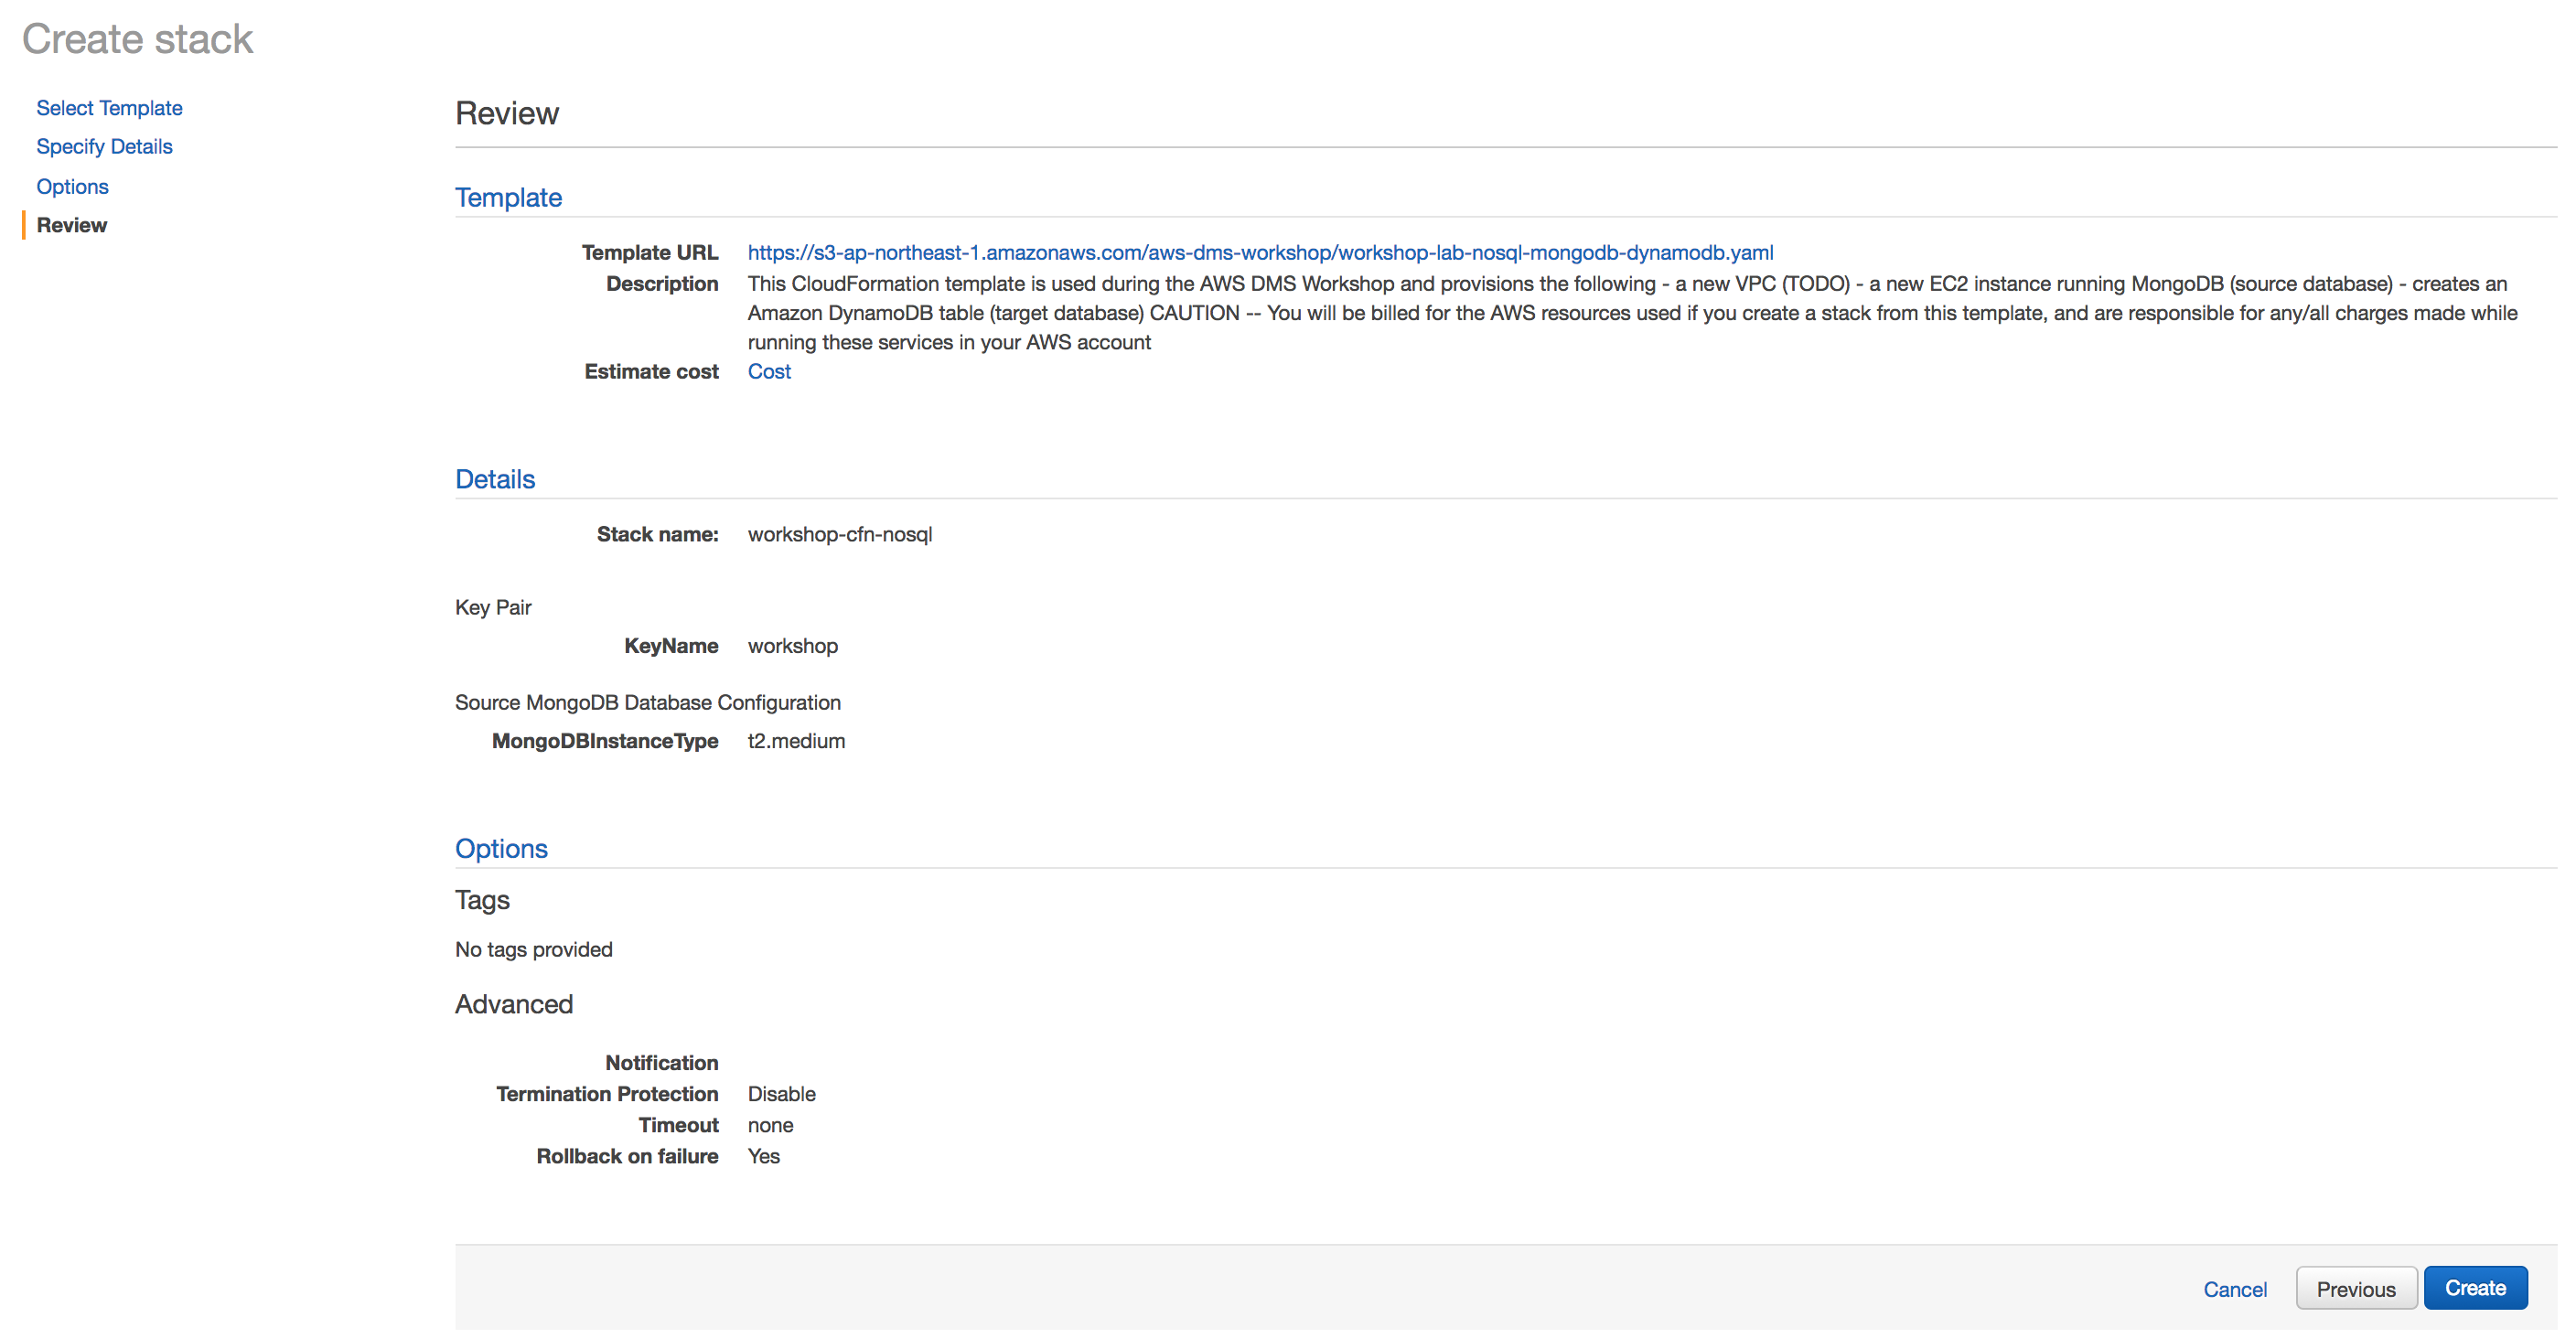 Create stack
Select Template
Specify Details
Options
Review
Review
Template
Template URL https://s3-ap-northeast-1.amazonaws.com/aws-dms-workshop/workshop-lab-nosql-mongodb-dynamodb.yaml
Description This CloudFormation template is used during the AWS DMS Workshop and provisions the following - a new VPC (TODO) - a new EC2 instance running MongoDB (source database) - creates an
Amazon DynamoDB table (target database) CAUTION -- You will be billed for the AWS resources used if you create a stack from this template, and are responsible for any/all charges made while
running these services in your AWS account
Estimate cost Cost
Details
Stack name: workshop-cfn-nosql
Key Pair
KeyName workshop
Source MongoDB Database Configuration
MongoDBInstanceType t2.medium
Options
Tags
No tags provided
Advanced
Notification
Termination Protection Disable
Timeout none
Rollback on failure Yes
Cancel Previous Create